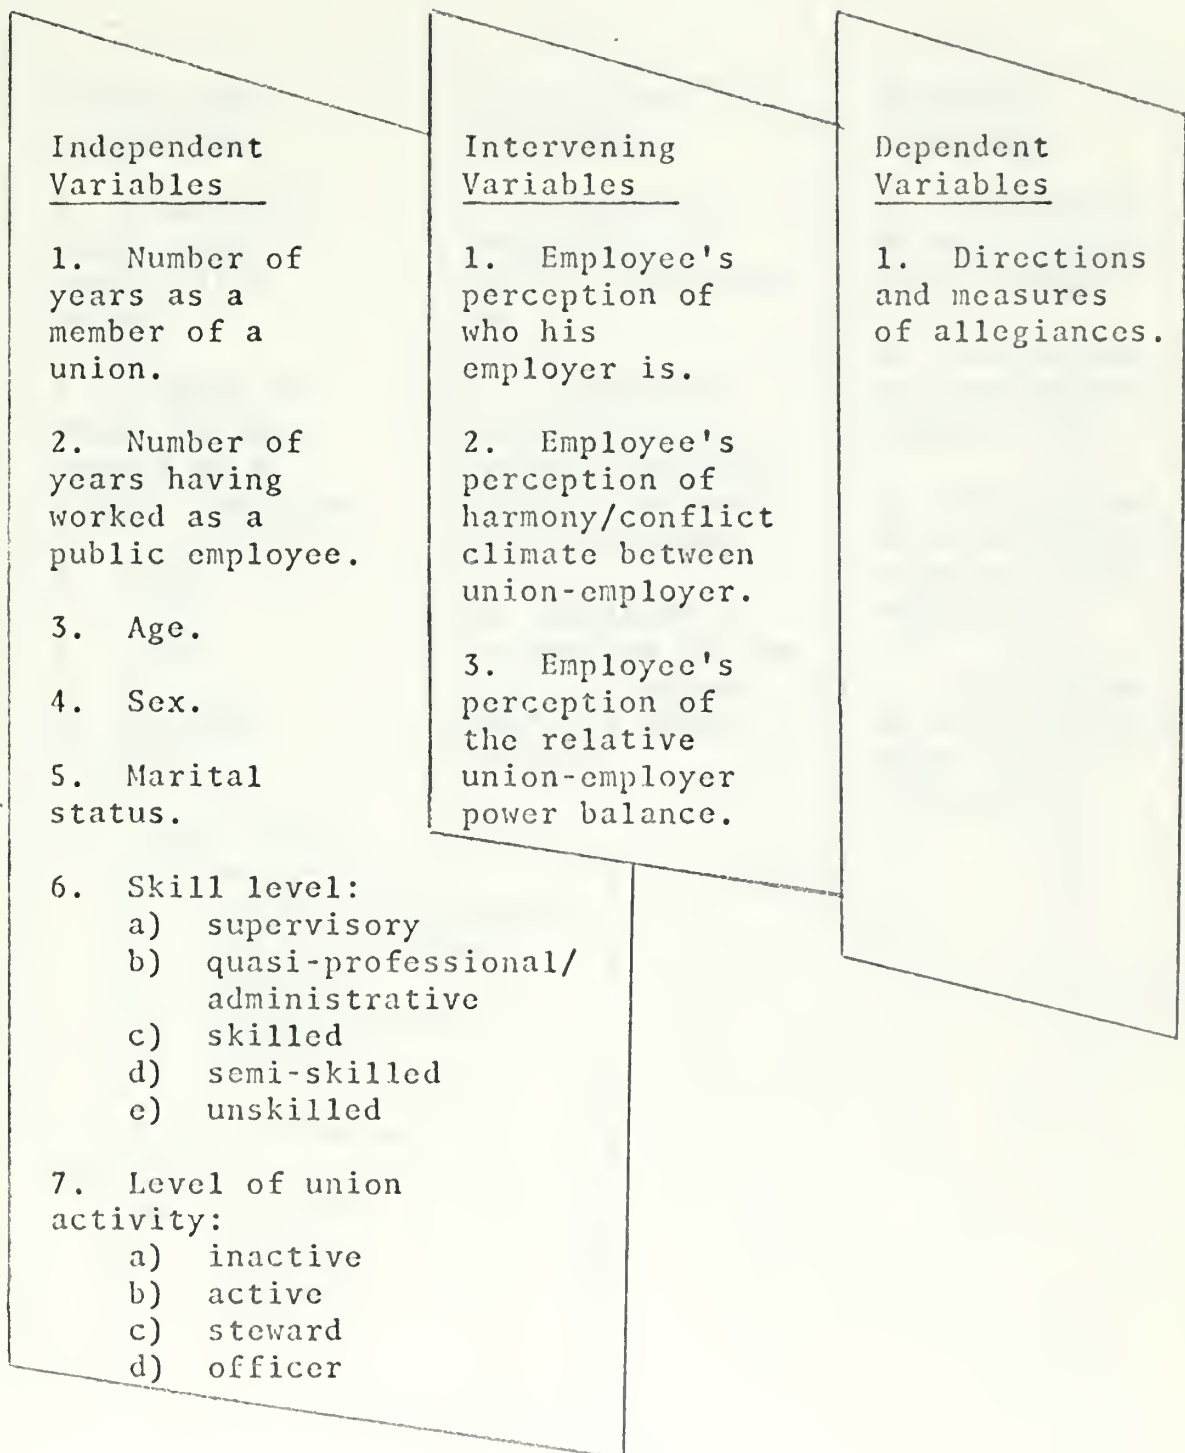 Independent
Variables
1. Number of
years as a
member of a
union.
2. Number of
years having
worked as a
public employee.
3. Age.
4. Sex.
5. Marital
status.
6. Skill level:
a) supervisory
b) quasi-professional/
administrative
c) skilled
d) semi-skilled
e) unskilled
7. Level of union
activity:
a) inactive
b) active
c) steward
d) officer
Intervening
Variables
1. Employee's
perception of
who his
employer is.
2. Employee's
perception of
harmony/conflict
climate between
union-employer.
3. Employee's
perception of
the relative
union-employer
power balance.
Dependent
Variables
1. Directions
and measures
of allegiances.